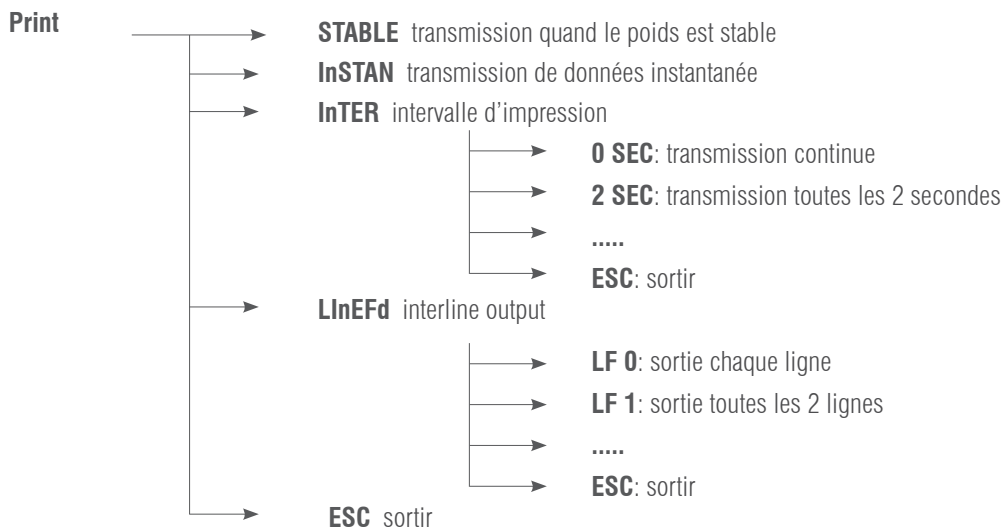 Print
STABLE transmission quand le poids est stable
InSTAN transmission de données instantanée
InTER intervalle d'impression
0 SEC: transmission continue
2 SEC: transmission toutes les 2 secondes
.....
ESC: sortir
LInEFd interline output
LF 0: sortie chaque ligne
LF 1: sortie toutes les 2 lignes
.....
ESC: sortir
ESC sortir